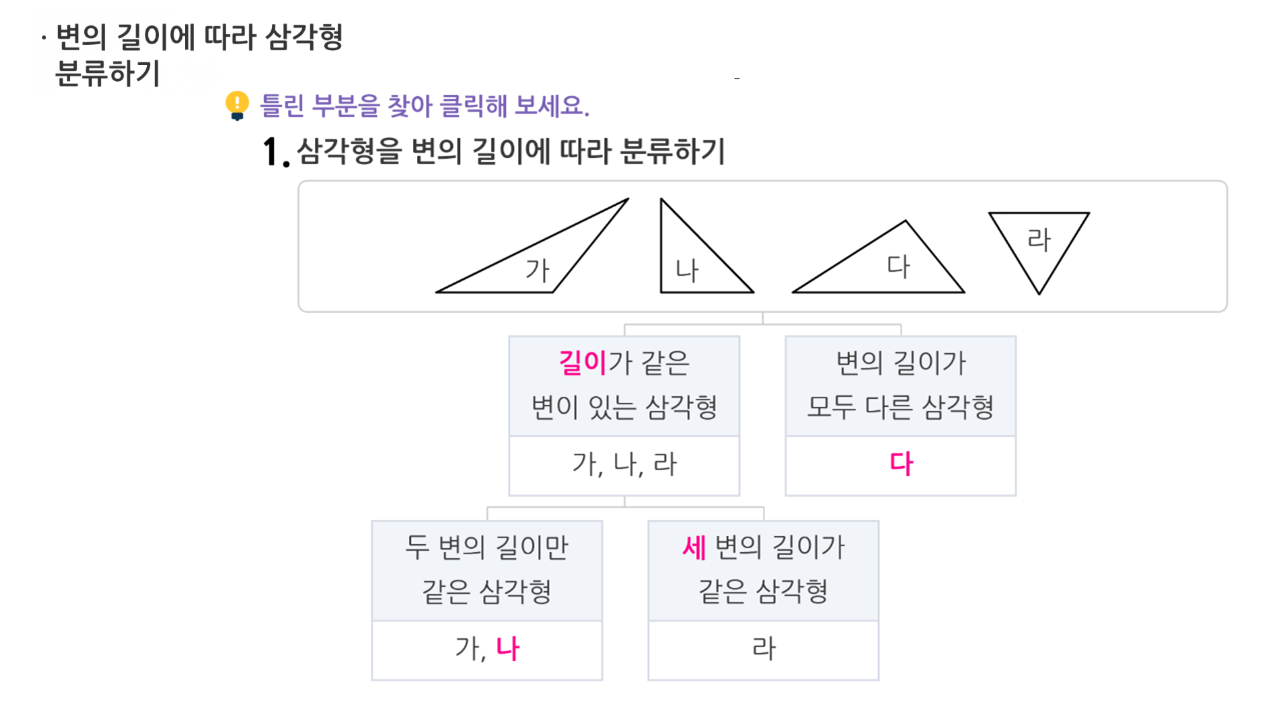 · 변의 길이에 따라 삼각형
분류하기
틀린 부분을 찾아 클릭해 보세요.
1. 삼각형을 변의 길이에 따라 분류하기
가
나
다
라
길이가 같은
변이 있는 삼각형
가, 나, 라
변의 길이가
모두 다른 삼각형
다
두 변의 길이만
같은 삼각형
가, 나
세 변의 길이가
같은 삼각형
라